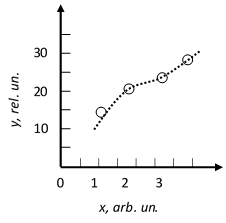 30
20
10
0 1 2 3
y, rel. un.
x, arb. un.